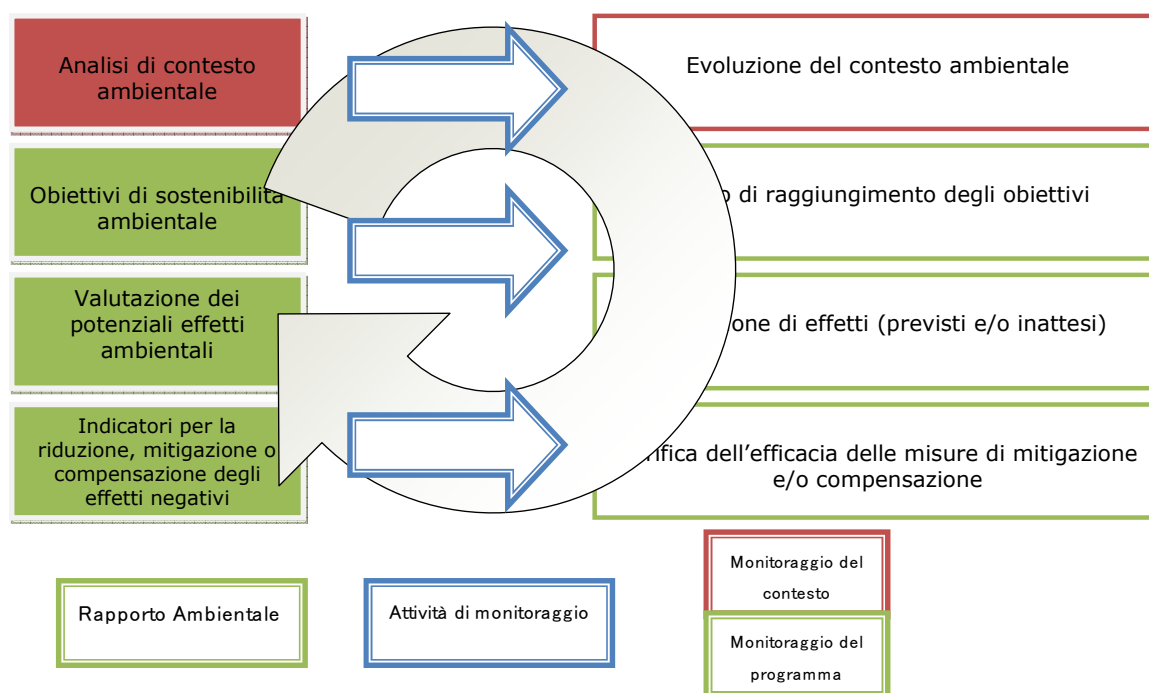 Analisi di contesto
ambientale
Evoluzione del contesto ambientale
Obiettivi di sostenibilità
ambientale
o di raggiungimento degli obiettivi
Valutazione dei
potenziali effetti
ambientali
one di effetti (previsti e/o inattesi)
Indicatori per la
riduzione, mitigazione o
compensazione degli
effetti negativi
rifica dell’efficacia delle misure di mitigazione
e/o compensazione
Rapporto Ambientale
Attività di monitoraggio
Monitoraggio del
contesto
Monitoraggio del
programma